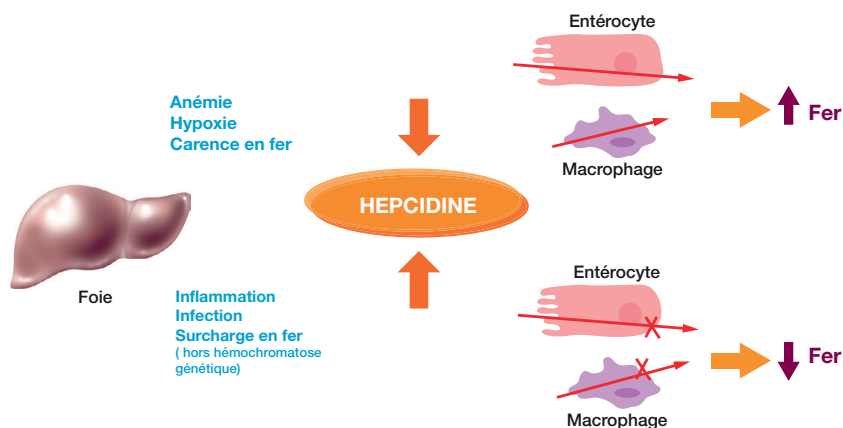 Entérocyte
Anémie
Hypoxie
Carence en fer
Fer
Macrophage
HEPCIDINE
Foie
Inflammation
Infection
Surcharge en fer
( hors hémochromatose
génétique)
Entérocyte
Fer
Macrophage